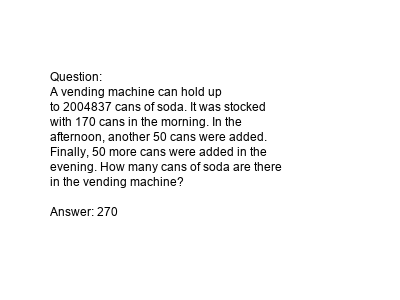 Question:
A vending machine can hold up
to 2004837 cans of soda. It was stocked
with 170 cans in the morning. In the
afternoon, another 50 cans were added.
Finally, 50 more cans were added in the
evening. How many cans of soda are there
in the vending machine?
Answer: 270